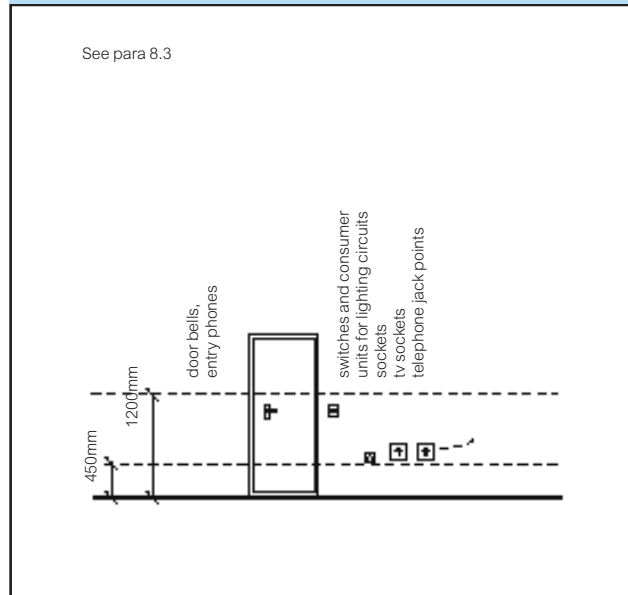 See para 8.3
door bells,
entry phones
switches and consumer
units for lighting circuits
sockets
tv sockets
telephone jack points
1200mm
450mm